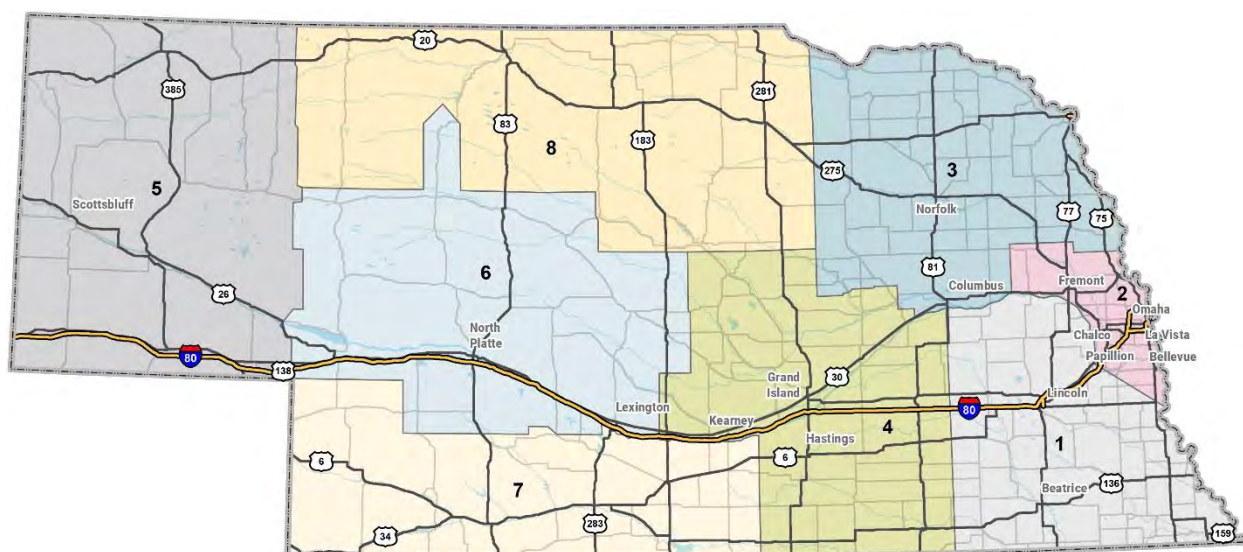 20
385
83
281
8
183
5
275
3
Scottsbluff
Norfolk
77
75
6
81
26
Columbus
Fremont
2
Omaha
North
Platte
Chalco
La Vista
80
Papillion
Bellevue
138
Grand
Island
30
Lincoln
Lexington
Kearney
80
4
Hastings
1
6
6
7
Beatrice
136
34
283
159